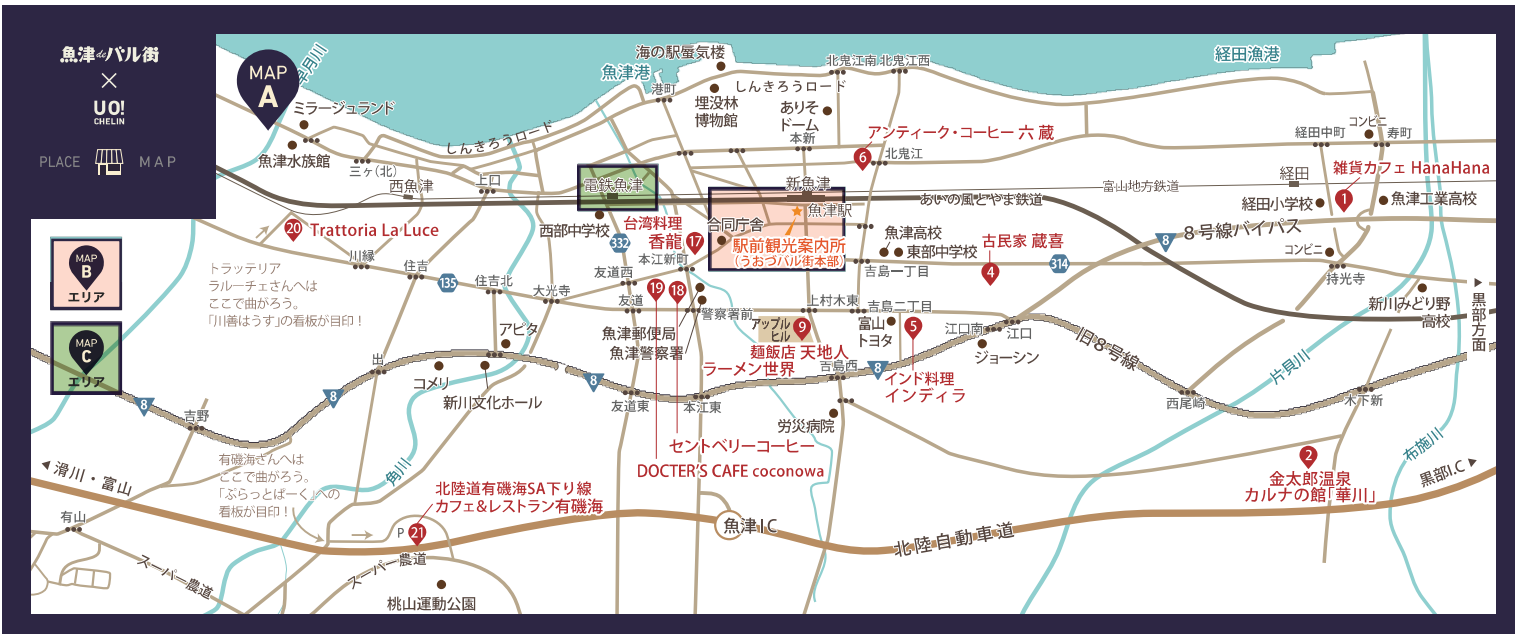 魚津deバル街
×
UO!
CHELIN
PLACE MAP
MAP
A
MAP
B
エリア
MAP
C
エリア
早月川
ミラージュランド
魚津水族館
三ヶ(北)
西魚津
上口
しんきろうロード
魚津港
港町
海の駅蜃気楼
埋没林
博物館
しんきろうロード
ありそ
ドーム
本新
北鬼江南
北鬼江西
経田漁港
アンティーク・コーヒー 六 蔵
6
北鬼江
経田中町
コンビニ
寿町
雑貨カフェ HanaHana
1
電鉄魚津
新魚津
魚津駅
あいの風とやま鉄道
富山地方鉄道
経田
経田小学校
魚津工業高校
20
Trattoria La Luce
川縁
トラッテリア
ラルーチェさんへは
ここで曲がろう。
「川善はうす」の看板が目印！
住吉
135
住吉北
大光寺
西部中学校
332
台湾料理
香龍
17
本江新町
合同庁舎
駅前観光案内所
(うおづバル街本部)
魚津高校
東部中学校
吉島一丁目
古民家 蔵喜
4
314
8
8号線バイパス
コンビニ
持光寺
新川みどり野
高校
黒部方面
友道西
友道
19
18
警察署前
魚津郵便局
魚津警察署
上村木東
吉島二丁目
アップル
ヒル
9
麺飯店 天地人
ラーメン世界
富山
トヨタ
5
インド料理
インディラ
吉島西
8
江口南
江口
ジョーシン
旧8号線
西尾崎
片貝川
木下新
布施川
アピタ
出
コメリ
新川文化ホール
8
8
8
吉野
友道東
本江東
労災病院
セントベリーコーヒー
DOCTER'S CAFE coconowa
2
金太郎温泉
カルナの館「華川」
黒部I.C
有磯海さんへは
ここで曲がろう。
「ぷらっとぱーく」への
看板が目印！
角川
滑川・富山
有山
北陸道有磯海SA下り線
カフェ&レストラン有磯海
P
21
魚津IC
北陸自動車道
スーパー農道
スーパー農道
桃山運動公園